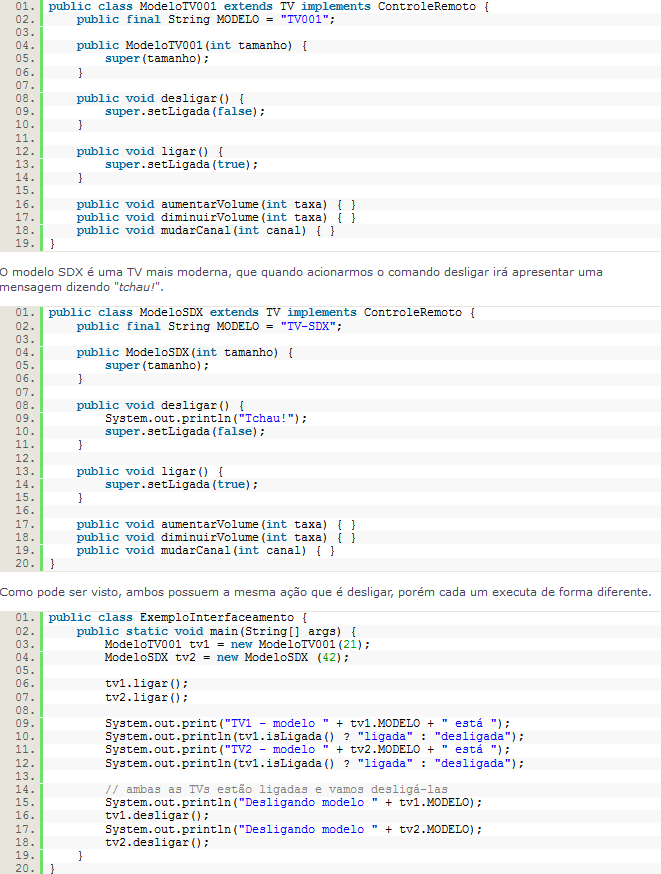 01. public class ModeloTV001 extends TV implements ControleRemoto {
02.     public final String MODELO = "TV001";
03.
04.     public ModeloTV001(int tamanho) {
05.         super(tamanho);
06.     }
07.
08.     public void desligar() {
09.         super.setLigada(false);
10.     }
11.
12.     public void ligar() {
13.         super.setLigada(true);
14.     }
15.
16.     public void aumentarVolume(int taxa) { }
17.     public void diminuirVolume(int taxa) { }
18.     public void mudarCanal(int canal) { }
19. }
O modelo SDX é uma TV mais moderna, que quando acionarmos o comando desligar irá apresentar uma
mensagem dizendo "tchau!".
01. public class ModeloSDX extends TV implements ControleRemoto {
02.     public final String MODELO = "TV-SDX";
03.
04.     public ModeloSDX(int tamanho) {
05.         super(tamanho);
06.     }
07.
08.     public void desligar() {
09.         System.out.println("Tchau!");
10.         super.setLigada(false);
11.     }
12.
13.     public void ligar() {
14.         super.setLigada(true);
15.     }
16.
17.     public void aumentarVolume(int taxa) { }
18.     public void diminuirVolume(int taxa) { }
19.     public void mudarCanal(int canal) { }
20. }
Como pode ser visto, ambos possuem a mesma ação que é desligar, porém cada um executa de forma diferente.
01. public class ExemploInterfaceamento {
02.     public static void main(String[] args) {
03.         ModeloTV001 tv1 = new ModeloTV001(21);
04.         ModeloSDX tv2 = new ModeloSDX (42);
05.
06.         tv1.ligar();
07.         tv2.ligar();
08.
09.         System.out.print("TV1 - modelo " + tv1.MODELO + " está ");
10.         System.out.println(tv1.isLigada() ? "ligada" : "desligada");
11.         System.out.print("TV2 - modelo " + tv2.MODELO + " está ");
12.         System.out.println(tv1.isLigada() ? "ligada" : "desligada");
13.
14.         // ambas as TVs estão ligadas e vamos desligá-las
15.         System.out.println("Desligando modelo " + tv1.MODELO);
16.         tv1.desligar();
17.         System.out.println("Desligando modelo " + tv2.MODELO);
18.         tv2.desligar();
19.     }
20. }